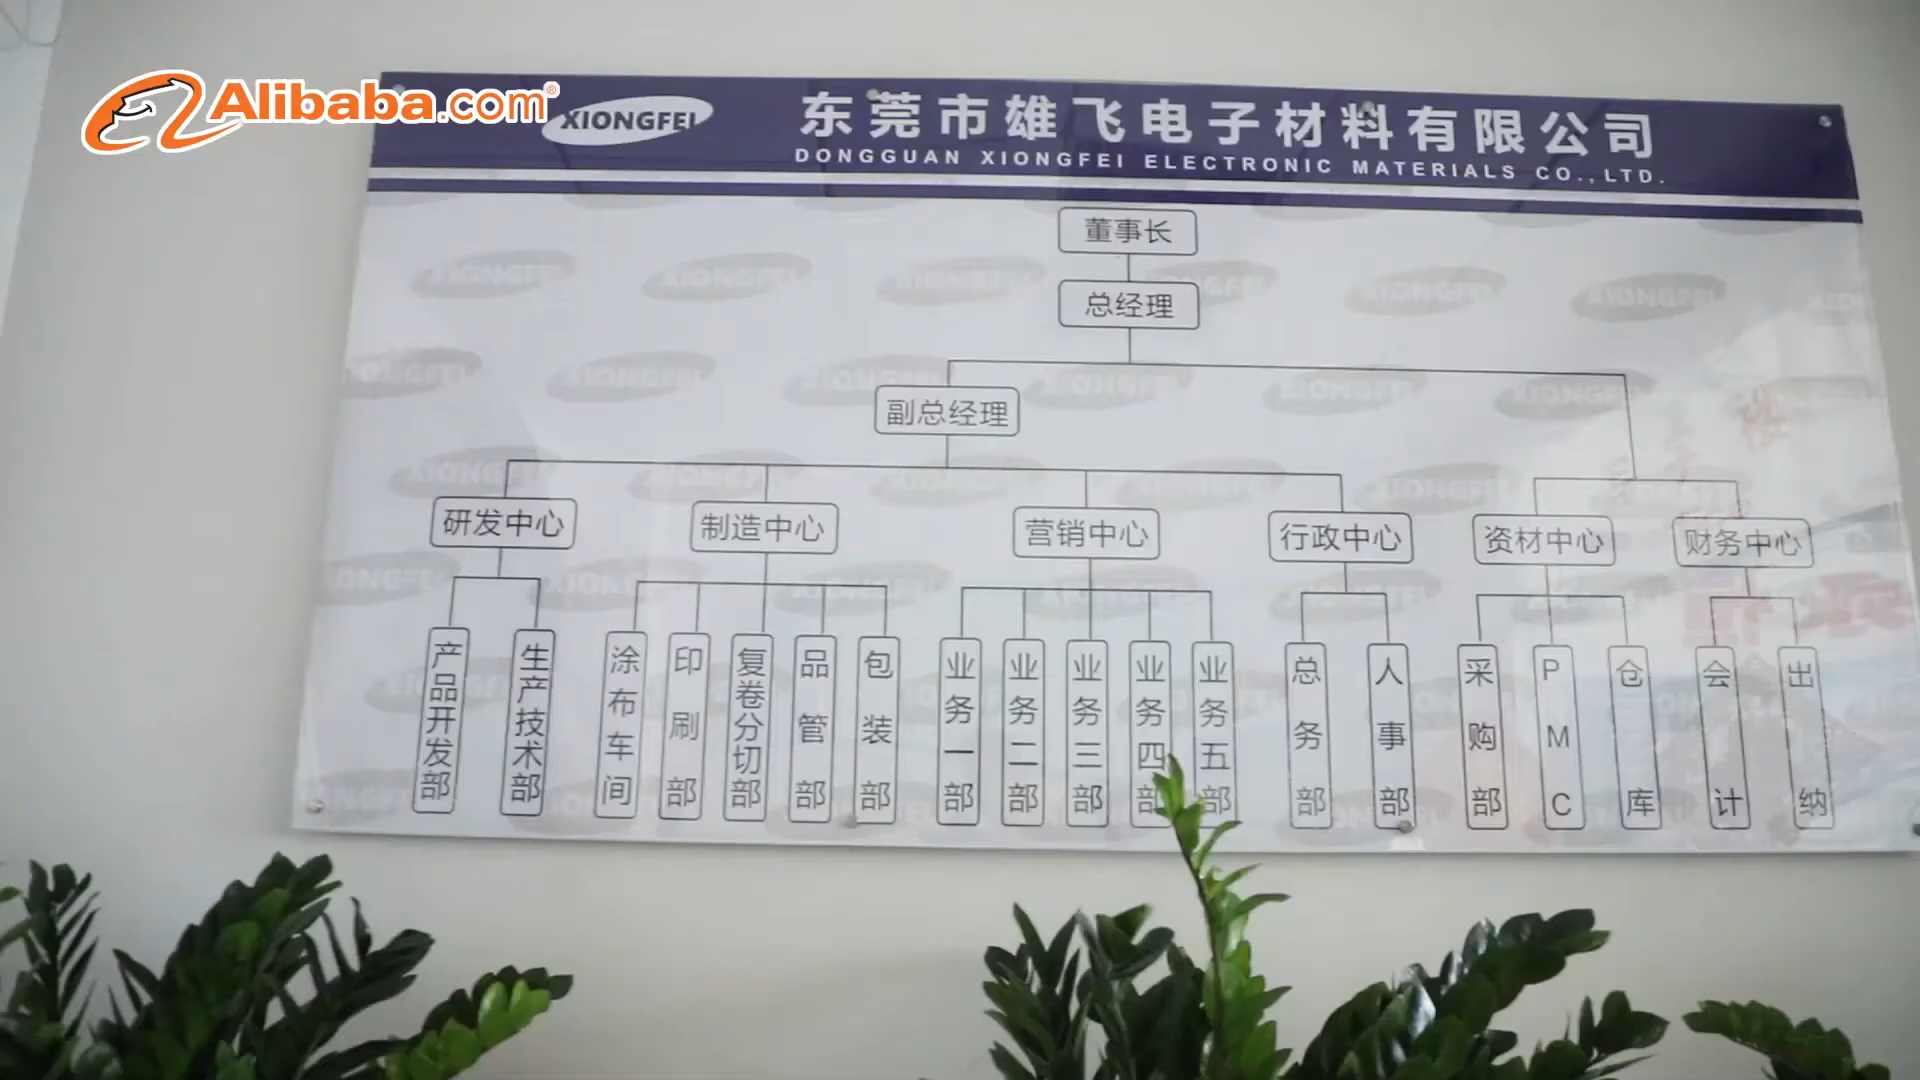 Alibaba.com®
XIONGFEI
东莞市雄飞电子材料有限公司
DONGGUAN XIONGFEI ELECTRONIC MATERIALS CO.,LTD.
董事长
总经理
副总经理
研发中心
制造中心
营销中心
行政中心
资材中心
财务中心
产品开发部
生产技术部
涂布车间
印刷部
复卷分切部
品管部
包装部
业务一部
业务二部
业务三部
业务四部
业务五部
总务部
人事部
采购部
PMC
仓库
会计
出纳